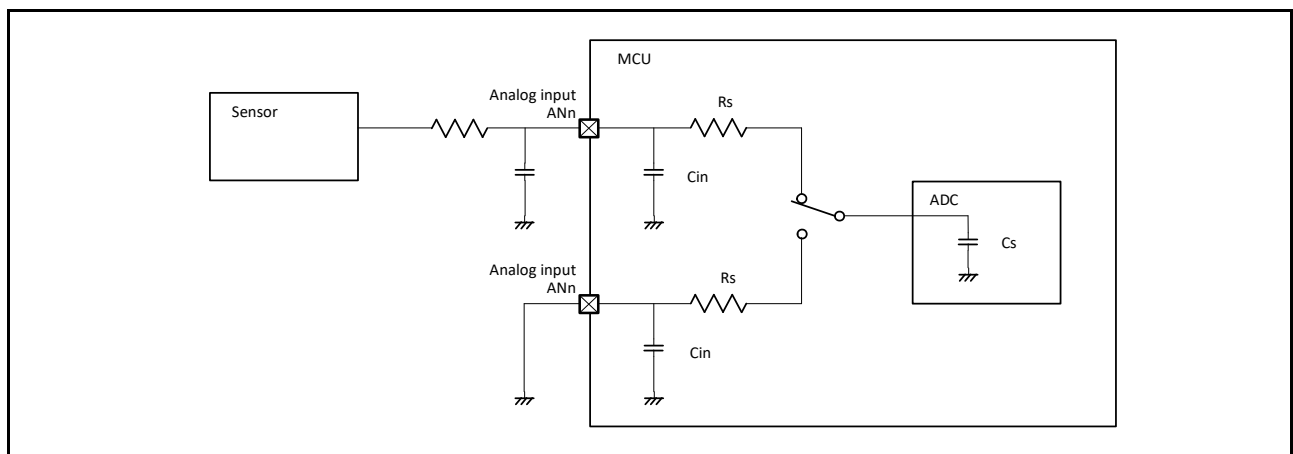 MCU
Sensor
Analog input
ANn
Rs
Cin
ADC
Cs
Analog input
ANn
Rs
Cin